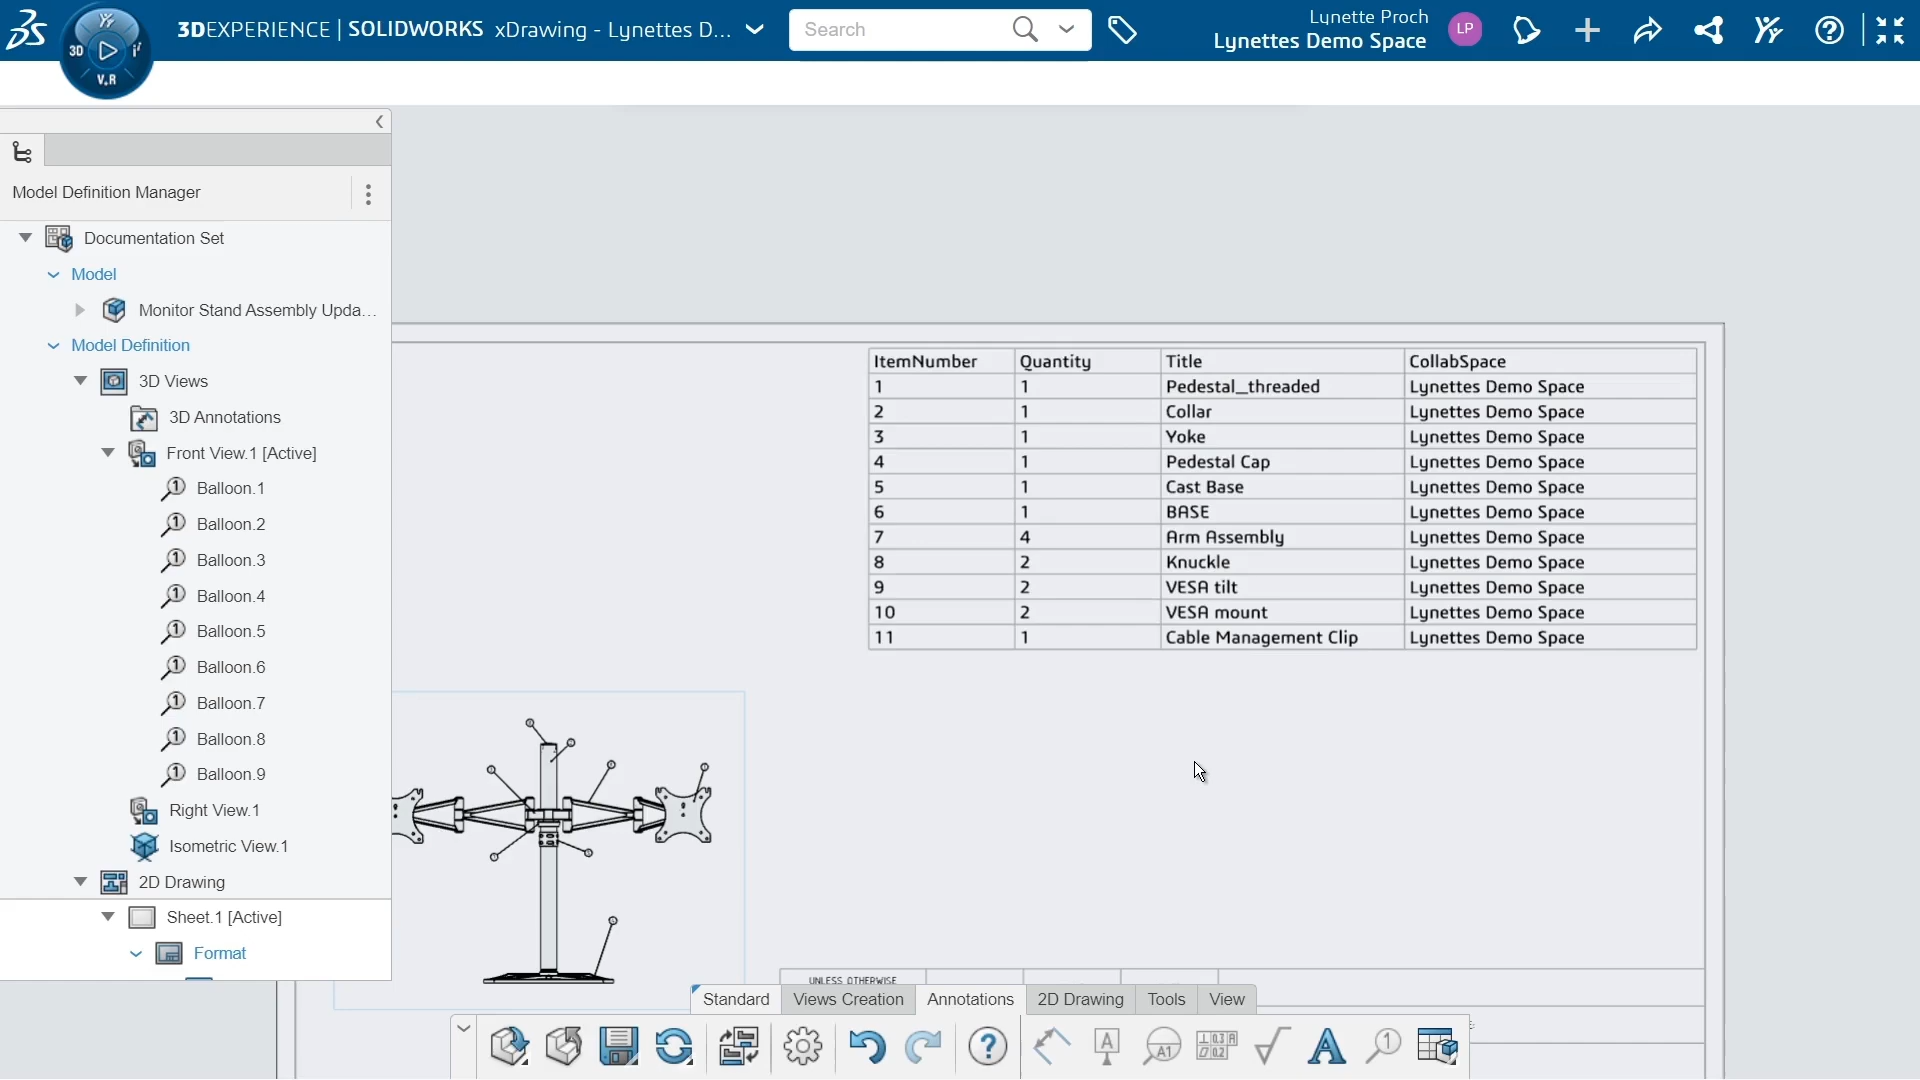 3DEXPERIENCE | SOLIDWORKS xDrawing - Lynettes D...
Search
Lynette Proch
Lynettes Demo Space
LP
3D
V.R
Model Definition Manager
Documentation Set
Model
Monitor Stand Assembly Upda...
Model Definition
3D Views
3D Annotations
Front View.1 [Active]
Balloon.1
Balloon.2
Balloon.3
Balloon.4
Balloon.5
Balloon.6
Balloon.7
Balloon.8
Balloon.9
Right View.1
Isometric View.1
2D Drawing
Sheet.1 [Active]
Format
ItemNumber Quantity Title CollabSpace
1 1 Pedestal_threaded Lynettes Demo Space
2 1 Collar Lynettes Demo Space
3 1 Yoke Lynettes Demo Space
4 1 Pedestal Cap Lynettes Demo Space
5 1 Cast Base Lynettes Demo Space
6 1 BASE Lynettes Demo Space
7 4 Arm Assembly Lynettes Demo Space
8 2 Knuckle Lynettes Demo Space
9 2 VESA tilt Lynettes Demo Space
10 2 VESA mount Lynettes Demo Space
11 1 Cable Management Clip Lynettes Demo Space
UNLESS OTHERWISE
Standard Views Creation Annotations 2D Drawing Tools View